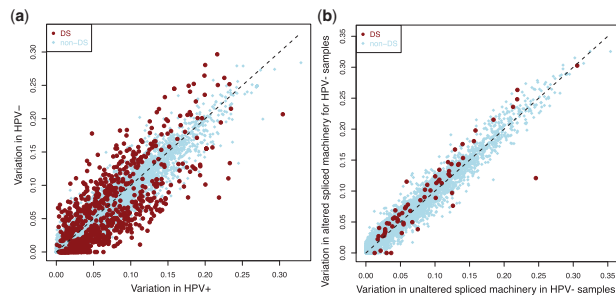 (a)
DS
non-DS
Variation in HPV−
0.00 0.05 0.10 0.15 0.20 0.25 0.30
0.00 0.05 0.10 0.15 0.20 0.25 0.30
Variation in HPV+
(b)
DS
non-DS
Variation in altered spliced machinery for HPV- samples
0.00 0.05 0.10 0.15 0.20 0.25 0.30 0.35
0.00 0.05 0.10 0.15 0.20 0.25 0.30 0.35
Variation in unaltered spliced machinery in HPV- samples